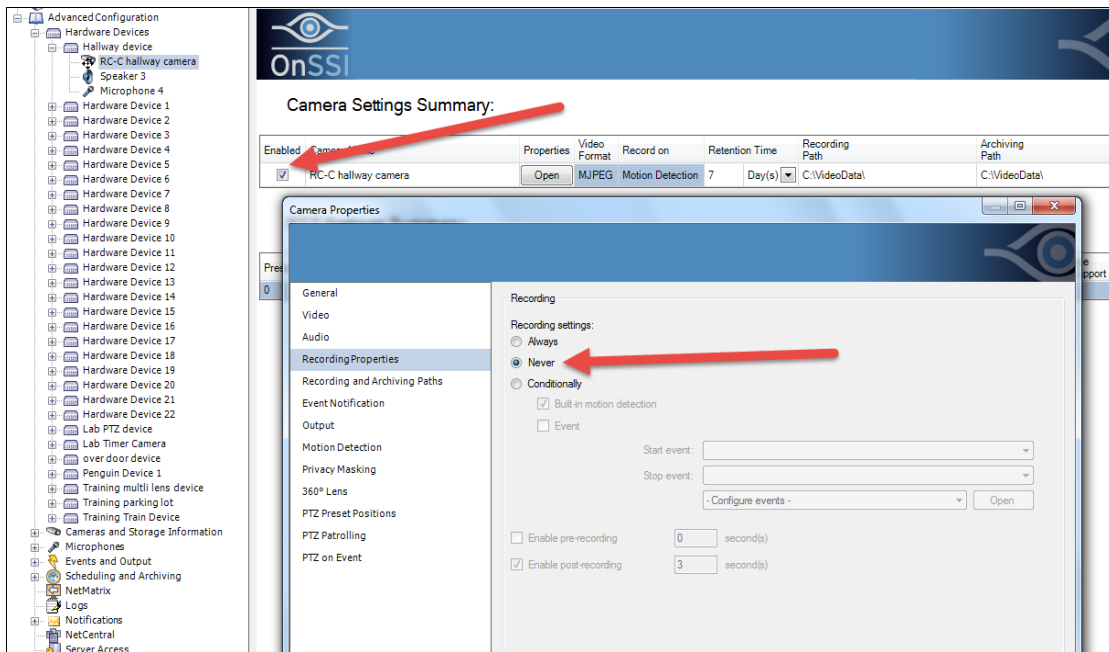 Advanced Configuration
Hardware Devices
Hallway device
RC-C hallway camera
Speaker 3
Microphone 4
Hardware Device 1
Hardware Device 2
Hardware Device 3
Hardware Device 4
Hardware Device 5
Hardware Device 6
Hardware Device 7
Hardware Device 8
Hardware Device 9
Hardware Device 10
Hardware Device 11
Hardware Device 12
Hardware Device 13
Hardware Device 14
Hardware Device 15
Hardware Device 16
Hardware Device 17
Hardware Device 18
Hardware Device 19
Hardware Device 20
Hardware Device 21
Hardware Device 22
Lab PTZ device
Lab Timer Camera
over door device
Penguin Device 1
Training multli lens device
Training parking lot
Training Train Device
Cameras and Storage Information
Microphones
Events and Output
Scheduling and Archiving
NetMatrix
Logs
Notifications
NetCentral
Server Access
OnSSI
Camera Settings Summary:
Enabled Properties Video Format Record on Retention Time Recording Path Archiving Path
RC-C hallway camera Open MJPEG Motion Detection 7 Day(s) C:\VideoData\ C:\VideoData\
0
Camera Properties
General
Video
Audio
Recording Properties
Recording and Archiving Paths
Event Notification
Output
Motion Detection
Privacy Masking
360° Lens
PTZ Preset Positions
PTZ Patrolling
PTZ on Event
Recording
Recording settings:
Always
Never
Conditionally
Built-in motion detection
Event
Start event:
Stop event:
- Configure events - Open
Enable pre-recording 0 second(s)
Enable post-recording 3 second(s)